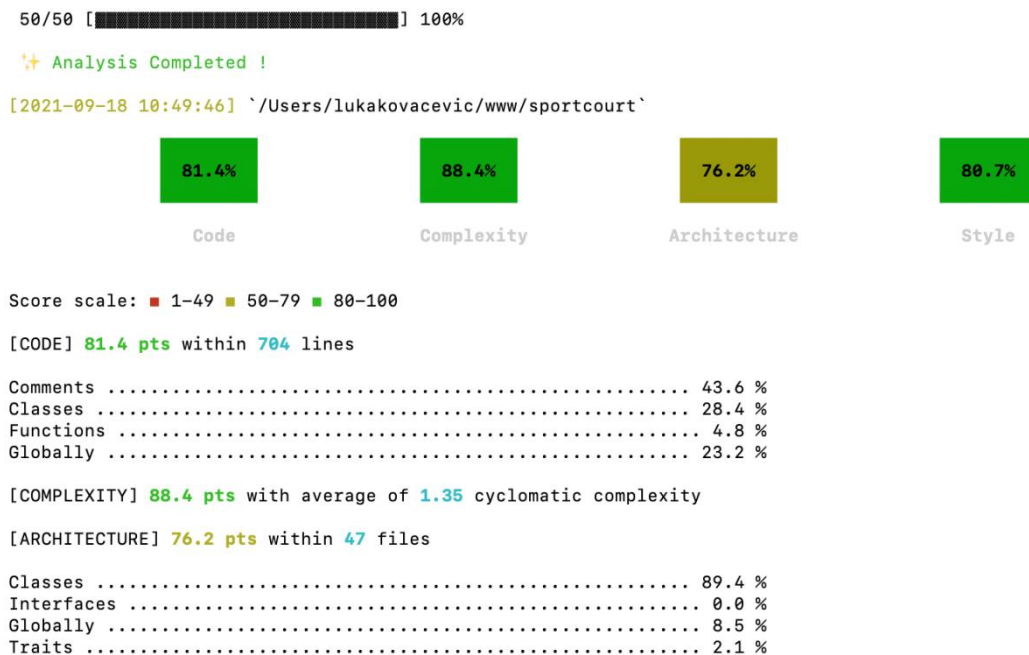 50/50 [▓▓▓▓▓▓▓▓▓▓▓▓▓▓▓▓▓▓▓▓▓▓▓▓▓▓▓▓] 100%
✨ Analysis Completed !
[2021-09-18 10:49:46] `/Users/lukakovacevic/www/sportcourt`
81.4% 88.4% 76.2% 80.7%
Code Complexity Architecture Style
Score scale: ■ 1-49 ■ 50-79 ■ 80-100
[CODE] 81.4 pts within 704 lines
Comments ...................................................... 43.6 %
Classes ....................................................... 28.4 %
Functions ...................................................... 4.8 %
Globally ...................................................... 23.2 %
[COMPLEXITY] 88.4 pts with average of 1.35 cyclomatic complexity
[ARCHITECTURE] 76.2 pts within 47 files
Classes ....................................................... 89.4 %
Interfaces ..................................................... 0.0 %
Globally ....................................................... 8.5 %
Traits ......................................................... 2.1 %